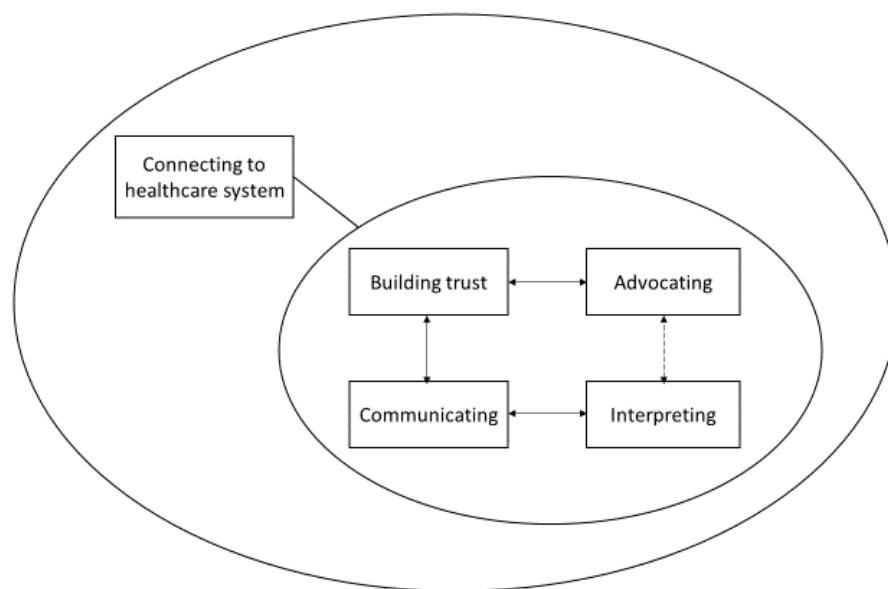 Connecting to
healthcare system
Building trust
Advocating
Communicating
Interpreting